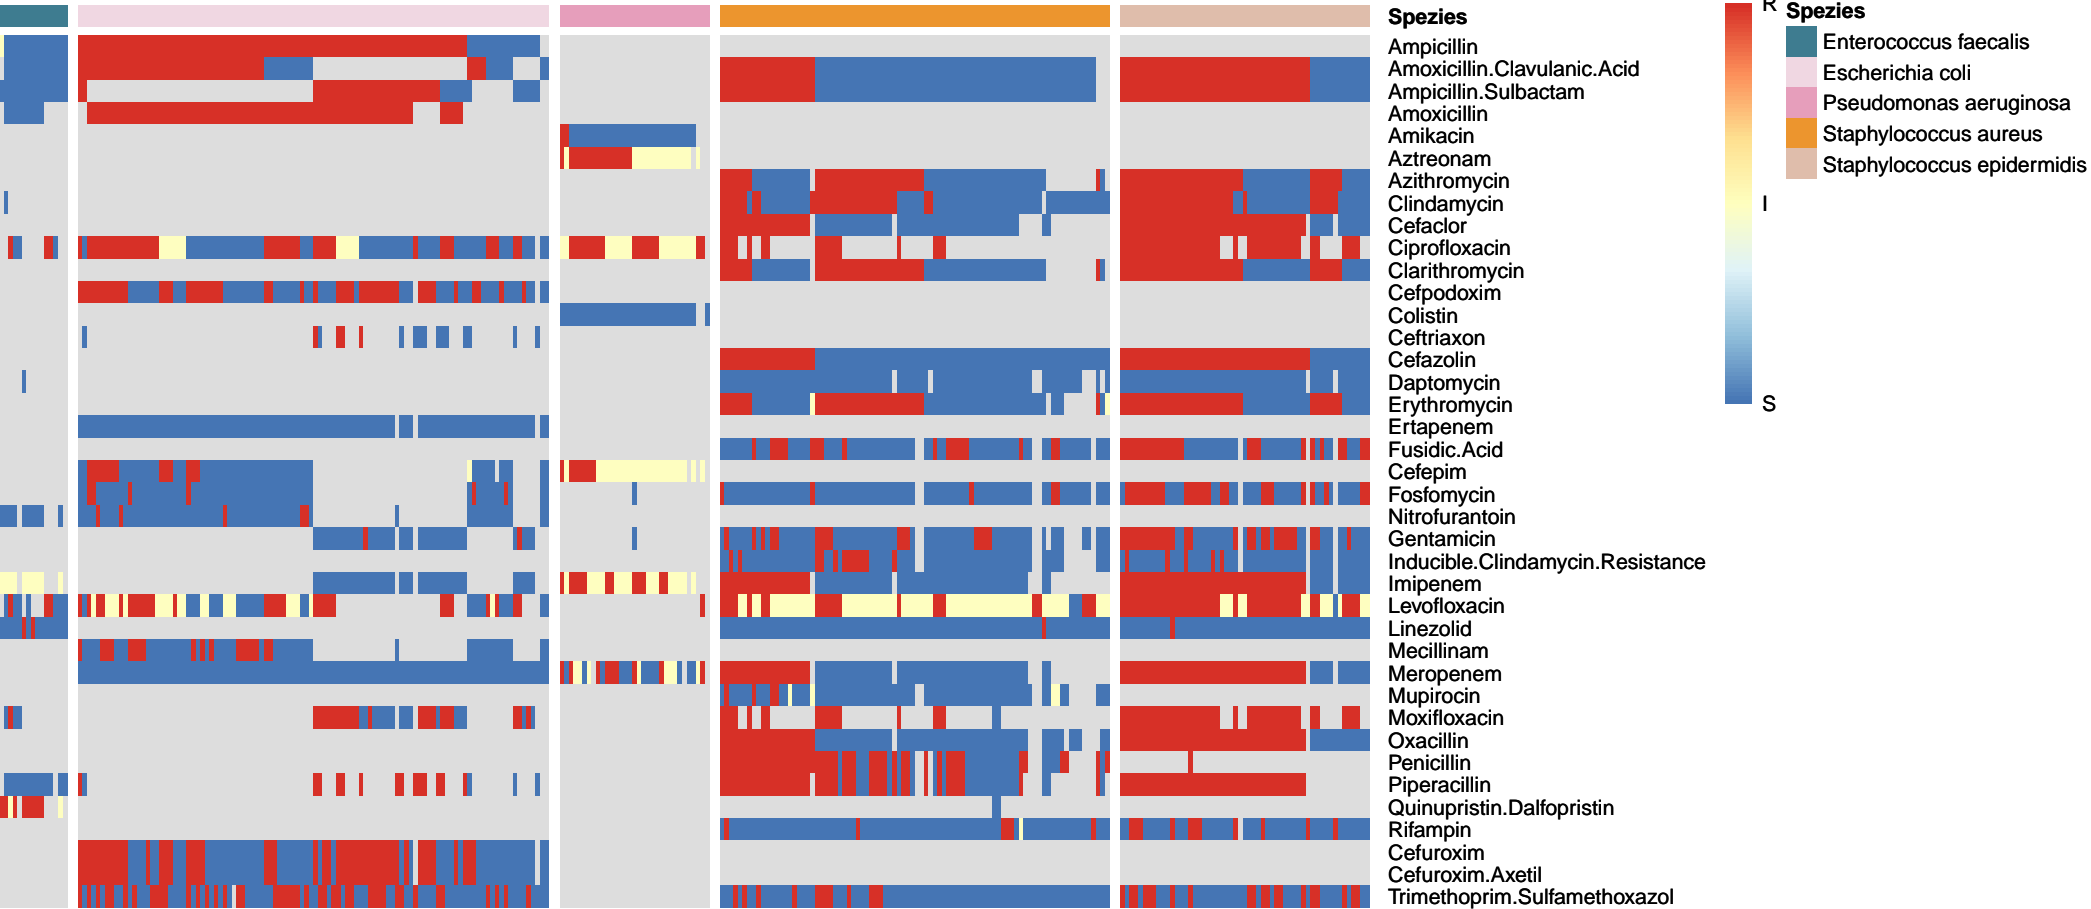 Spezies
Ampicillin
Amoxicillin.Clavulanic.Acid
Ampicillin.Sulbactam
Amoxicillin
Amikacin
Aztreonam
Azithromycin
Clindamycin
Cefaclor
Ciprofloxacin
Clarithromycin
Cefpodoxim
Colistin
Ceftriaxon
Cefazolin
Daptomycin
Erythromycin
Ertapenem
Fusidic.Acid
Cefepim
Fosfomycin
Nitrofurantoin
Gentamicin
Inducible.Clindamycin.Resistance
Imipenem
Levofloxacin
Linezolid
Mecillinam
Meropenem
Mupirocin
Moxifloxacin
Oxacillin
Penicillin
Piperacillin
Quinupristin.Dalfopristin
Rifampin
Cefuroxim
Cefuroxim.Axetil
Trimethoprim.Sulfamethoxazol
R
I
S
Spezies
Enterococcus faecalis
Escherichia coli
Pseudomonas aeruginosa
Staphylococcus aureus
Staphylococcus epidermidis